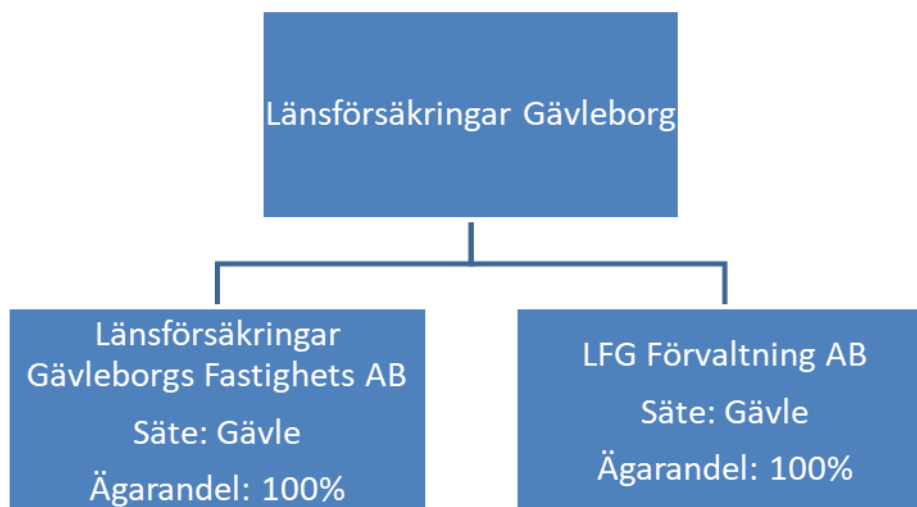 Länsförsäkringar Gävleborg
Länsförsäkringar
Gävleborgs Fastighets AB
Säte: Gävle
Ägarandel: 100%
LFG Förvaltning AB
Säte: Gävle
Ägarandel: 100%